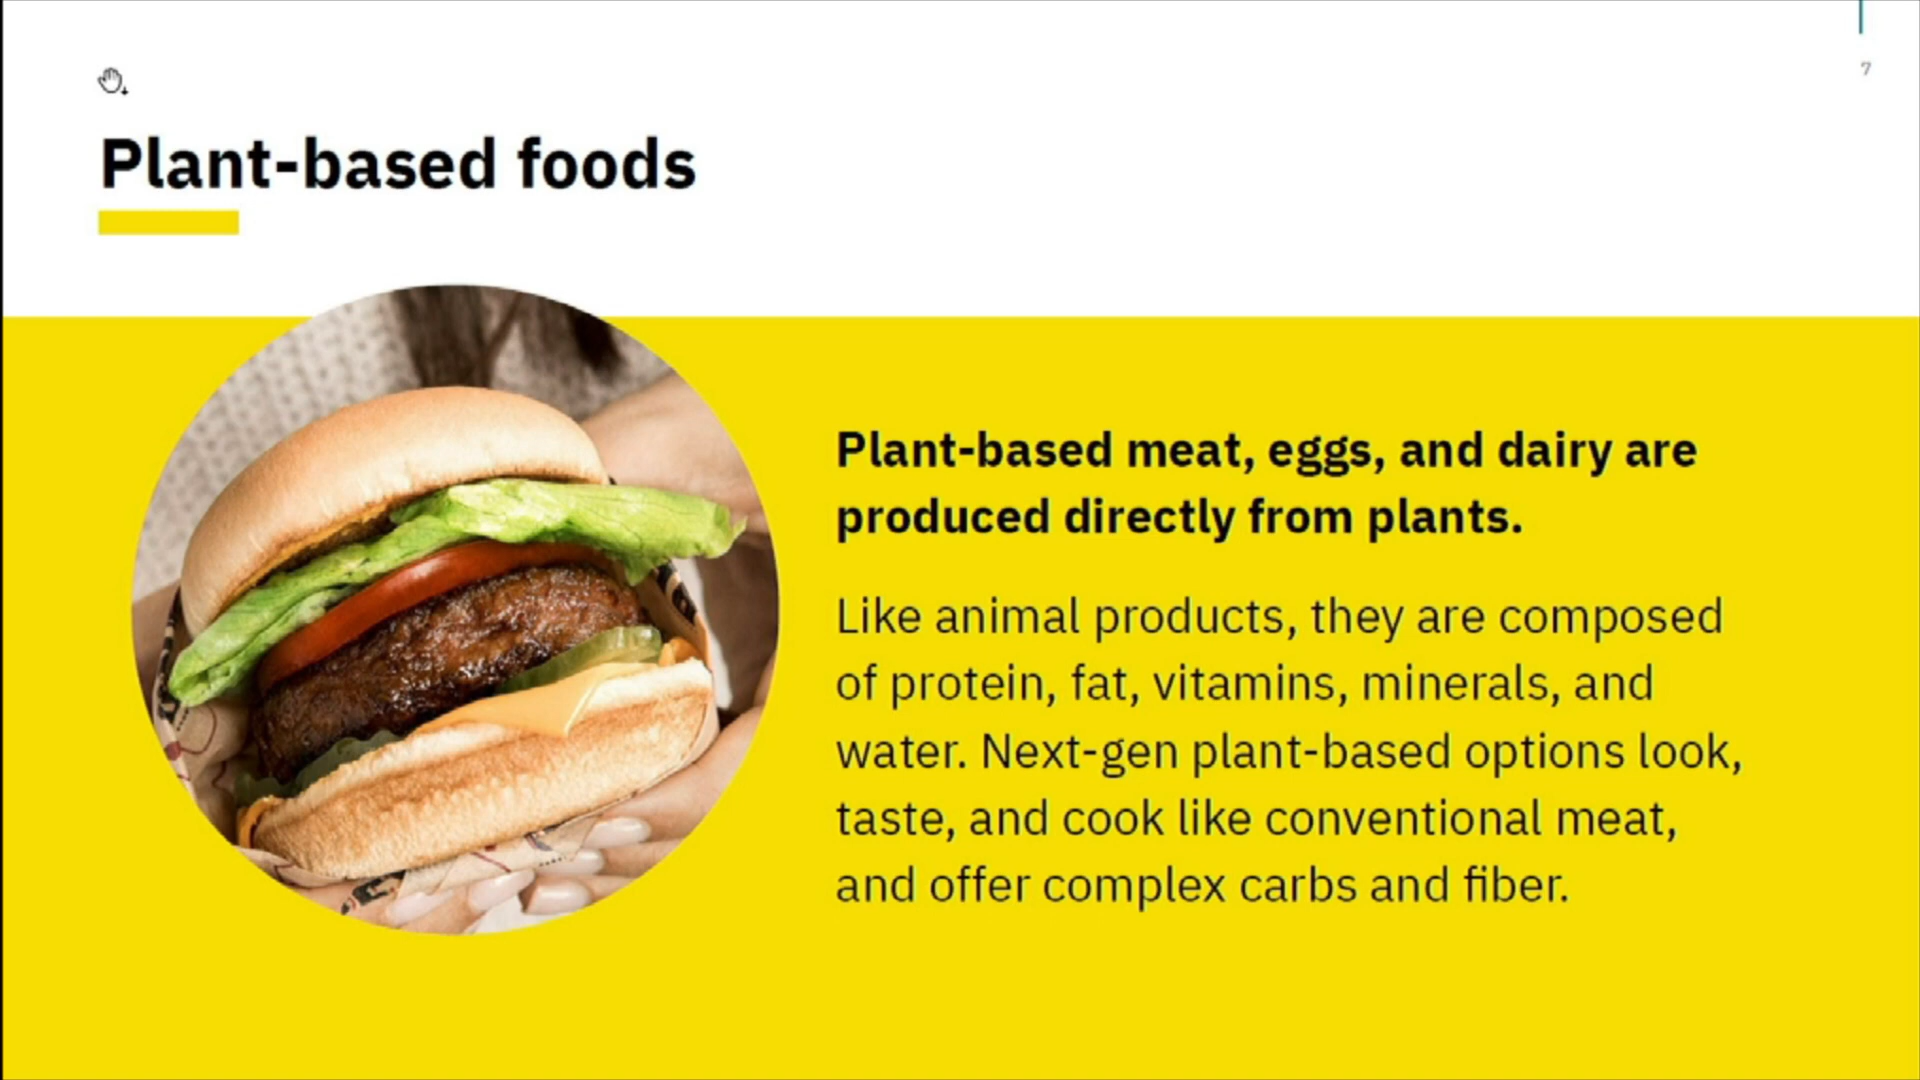 7
Plant-based foods
Plant-based meat, eggs, and dairy are
produced directly from plants.
Like animal products, they are composed
of protein, fat, vitamins, minerals, and
water. Next-gen plant-based options look,
taste, and cook like conventional meat,
and offer complex carbs and fiber.